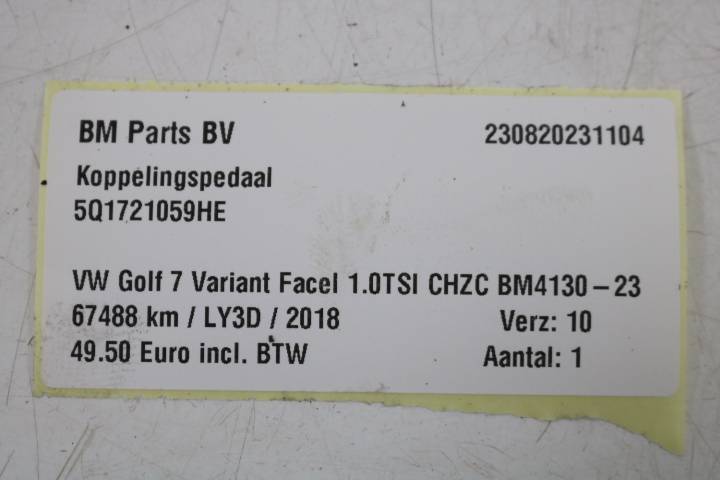 BM Parts BV 230820231104
Koppelingspedaal
5Q1721059HE
VW Golf 7 Variant Facel 1.0TSI CHZC BM4130-23
67488 km / LY3D / 2018 Verz: 10
49.50 Euro incl. BTW Aantal: 1